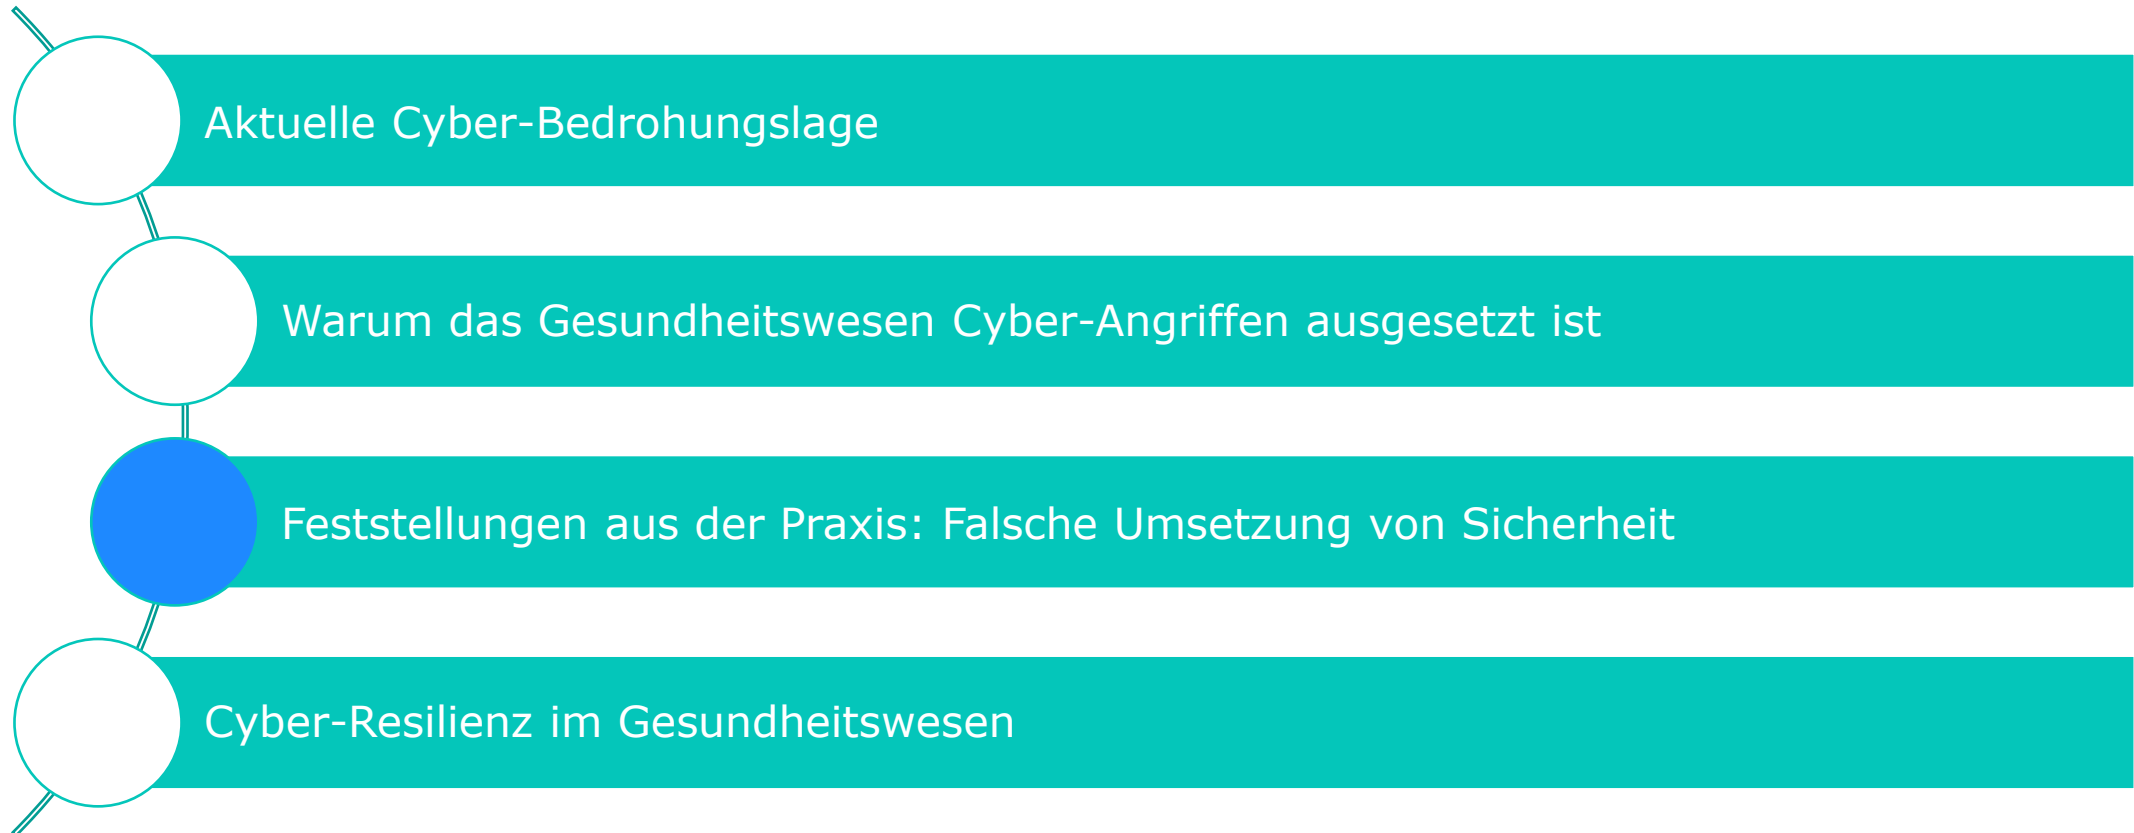 Aktuelle Cyber-Bedrohungslage
Warum das Gesundheitswesen Cyber-Angriffen ausgesetzt ist
Feststellungen aus der Praxis: Falsche Umsetzung von Sicherheit
Cyber-Resilienz im Gesundheitswesen